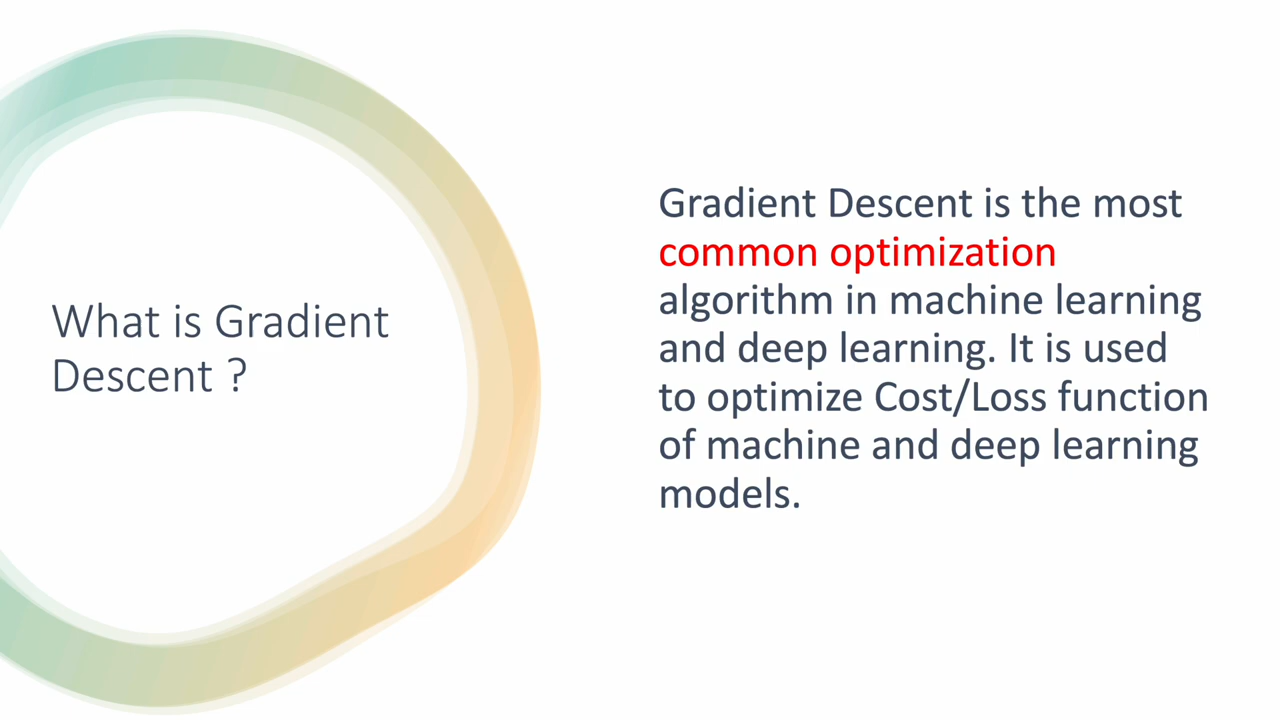 What is Gradient
Descent ?
Gradient Descent is the most
common optimization
algorithm in machine learning
and deep learning. It is used
to optimize Cost/Loss function
of machine and deep learning
models.